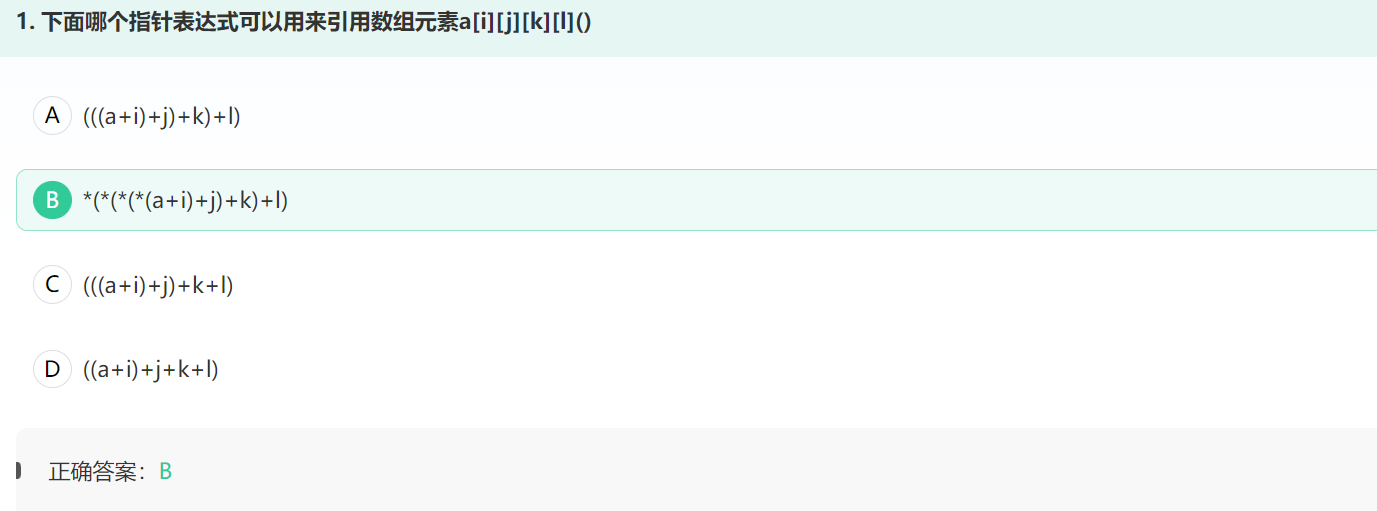 1. 下面哪个指针表达式可以用来引用数组元素a[i][j][k][l]()
A (((a+i)+j)+k)+l)
B *(*(*(*(a+i)+j)+k)+l)
C (((a+i)+j)+k+l)
D ((a+i)+j+k+l)
正确答案：B